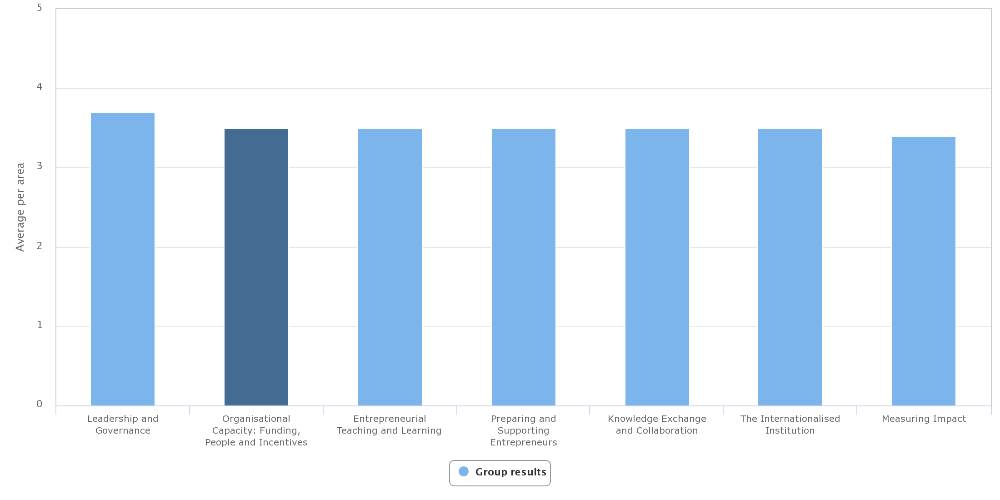 5
4
3
2
1
0
Average per area
Leadership and
Governance
Organisational
Capacity: Funding,
People and Incentives
Entrepreneurial
Teaching and Learning
Preparing and
Supporting
Entrepreneurs
Knowledge Exchange
and Collaboration
The Internationalised
Institution
Measuring Impact
Group results